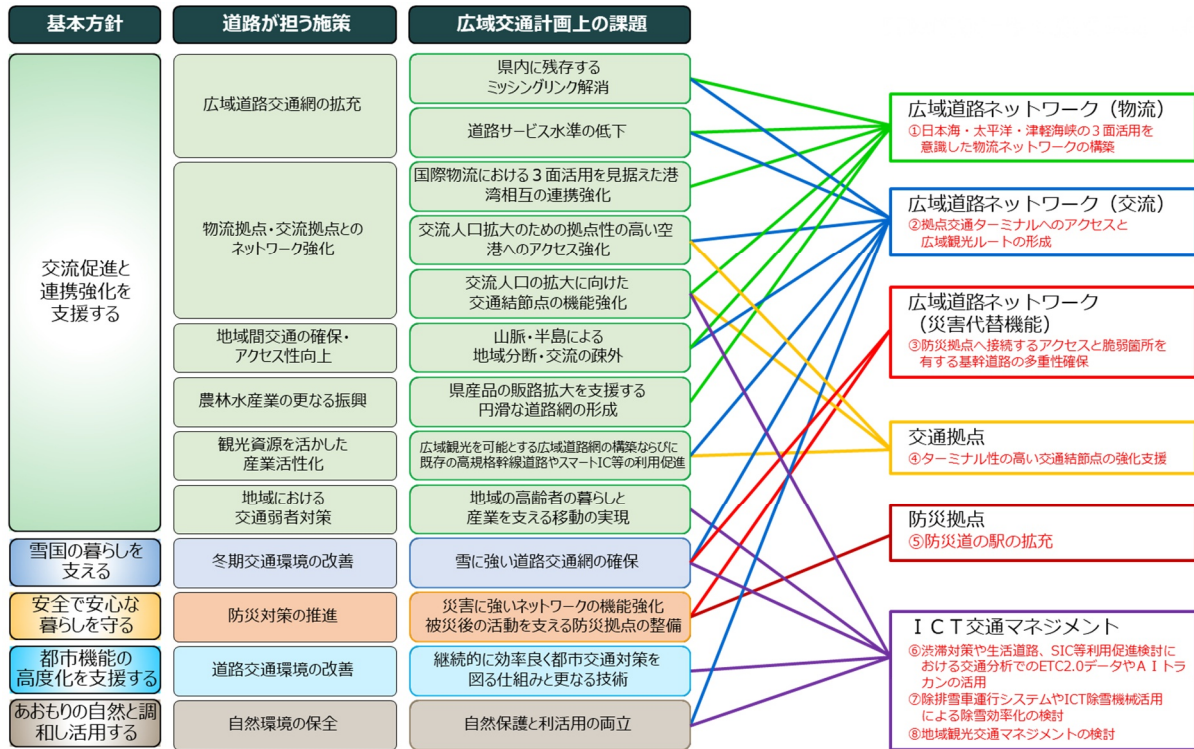 基本方針
道路が担う施策
広域交通計画上の課題
交流促進と
連携強化を
支援する
広域道路交通網の拡充
県内に残存する
ミッシングリンク解消
道路サービス水準の低下
物流拠点・交流拠点との
ネットワーク強化
国際物流における３面活用を見据えた港
湾相互の連携強化
交流人口拡大のための拠点性の高い空
港へのアクセス強化
交流人口の拡大に向けた
交通結節点の機能強化
地域間交通の確保・
アクセス性向上
山脈・半島による
地域分断・交流の疎外
農林水産業の更なる振興
県産品の販路拡大を支援する
円滑な道路網の形成
観光資源を活かした
産業活性化
広域観光を可能とする広域道路網の構築ならびに
既存の高規格幹線道路やスマートIC等の利用促進
地域における
交通弱者対策
地域の高齢者の暮らしと
産業を支える移動の実現
雪国の暮らしを
支える
冬期交通環境の改善
雪に強い道路交通網の確保
安全で安心な
暮らしを守る
防災対策の推進
災害に強いネットワークの機能強化
被災後の活動を支える防災拠点の整備
都市機能の
高度化を支援する
道路交通環境の改善
継続的に効率良く都市交通対策を
図る仕組みと更なる技術
あおもりの自然と調
和し活用する
自然環境の保全
自然保護と利活用の両立
広域道路ネットワーク（物流）
①日本海・太平洋・津軽海峡の３面活用を
意識した物流ネットワークの構築
広域道路ネットワーク（交流）
②拠点交通ターミナルへのアクセスと
広域観光ルートの形成
広域道路ネットワーク
（災害代替機能）
③防災拠点へ接続するアクセスと脆弱箇所を
有する基幹道路の多重性確保
交通拠点
④ターミナル性の高い交通結節点の強化支援
防災拠点
⑤防災道の駅の拡充
ＩＣＴ交通マネジメント
⑥渋滞対策や生活道路、SIC等利用促進検討に
おける交通分析でのETC2.0データやＡＩトラ
カンの活用
⑦除排雪車運行システムやICT除雪機械活用
による除雪効率化の検討
⑧地域観光交通マネジメントの検討